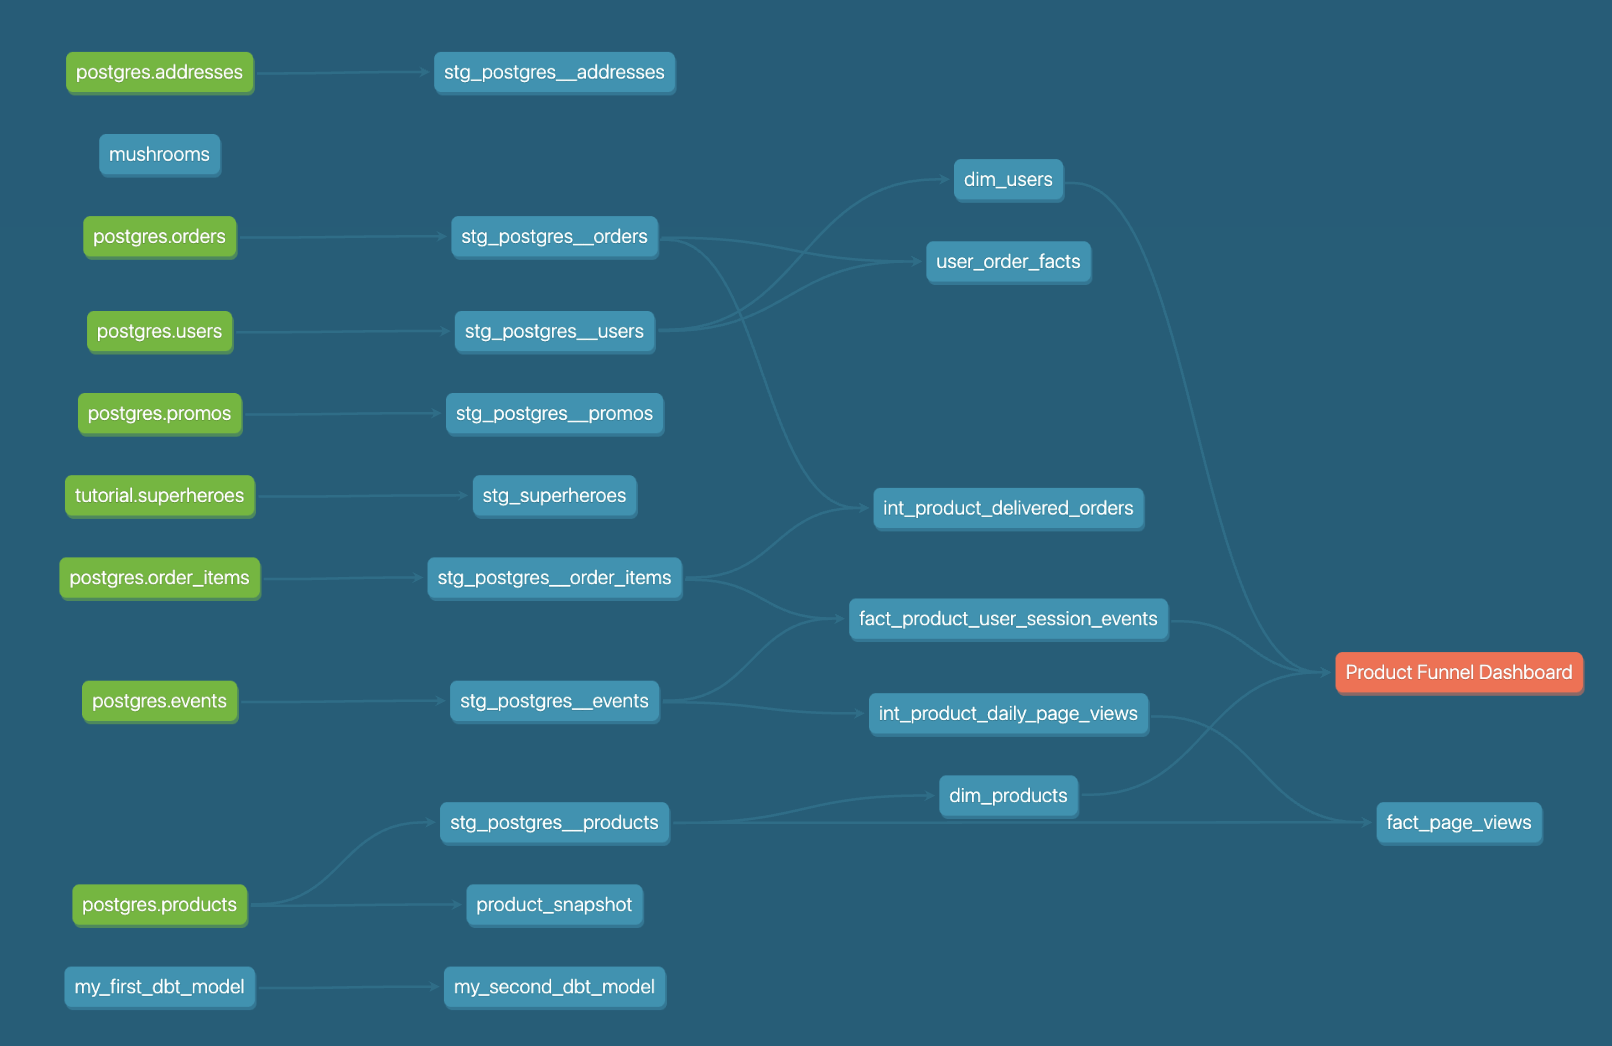 postgres.addresses
stg_postgres__addresses
mushrooms
dim_users
postgres.orders
stg_postgres__orders
user_order_facts
postgres.users
stg_postgres__users
postgres.promos
stg_postgres__promos
tutorial.superheroes
stg_superheroes
int_product_delivered_orders
postgres.order_items
stg_postgres__order_items
fact_product_user_session_events
Product Funnel Dashboard
postgres.events
stg_postgres__events
int_product_daily_page_views
dim_products
stg_postgres__products
fact_page_views
postgres.products
product_snapshot
my_first_dbt_model
my_second_dbt_model